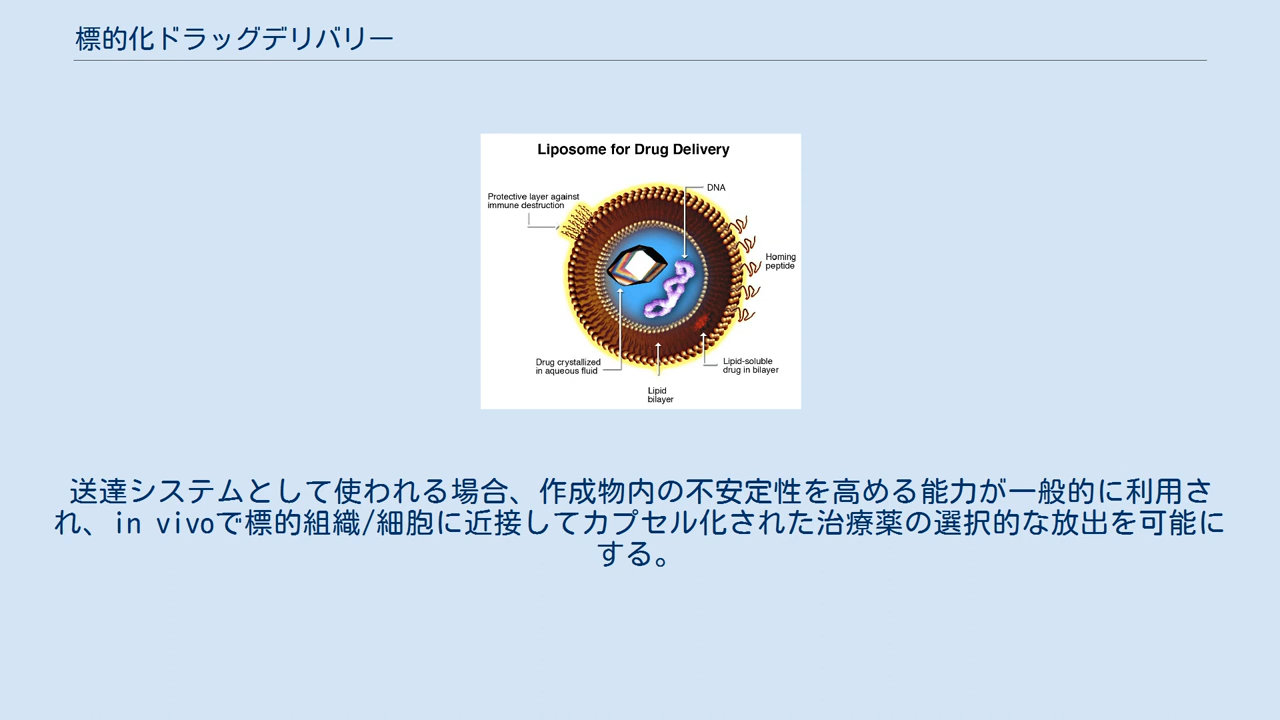 標的化ドラッグデリバリー
Liposome for Drug Delivery
DNA
Protective layer against
immune destruction
Homing
peptide
Drug crystallized
in aqueous fluid
Lipid-soluble
drug in bilayer
Lipid
bilayer
送達システムとして使われる場合、作成物内の不安定性を高める能力が一般的に利用さ
れ、in vivoで標的組織/細胞に近接してカプセル化された治療薬の選択的な放出を可能に
する。